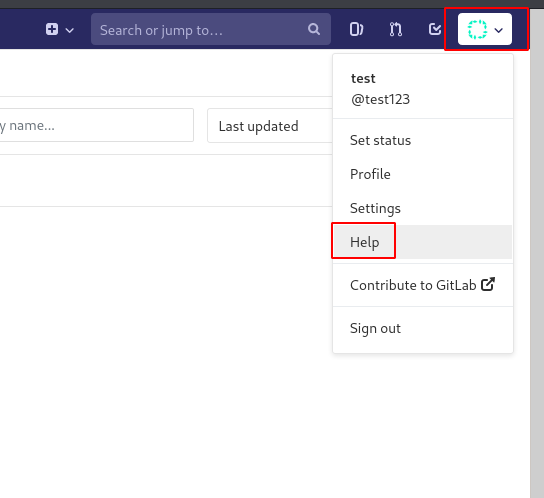 Search or jump to...
test
@test123
y name...
Last updated
Set status
Profile
Settings
Help
Contribute to GitLab
Sign out